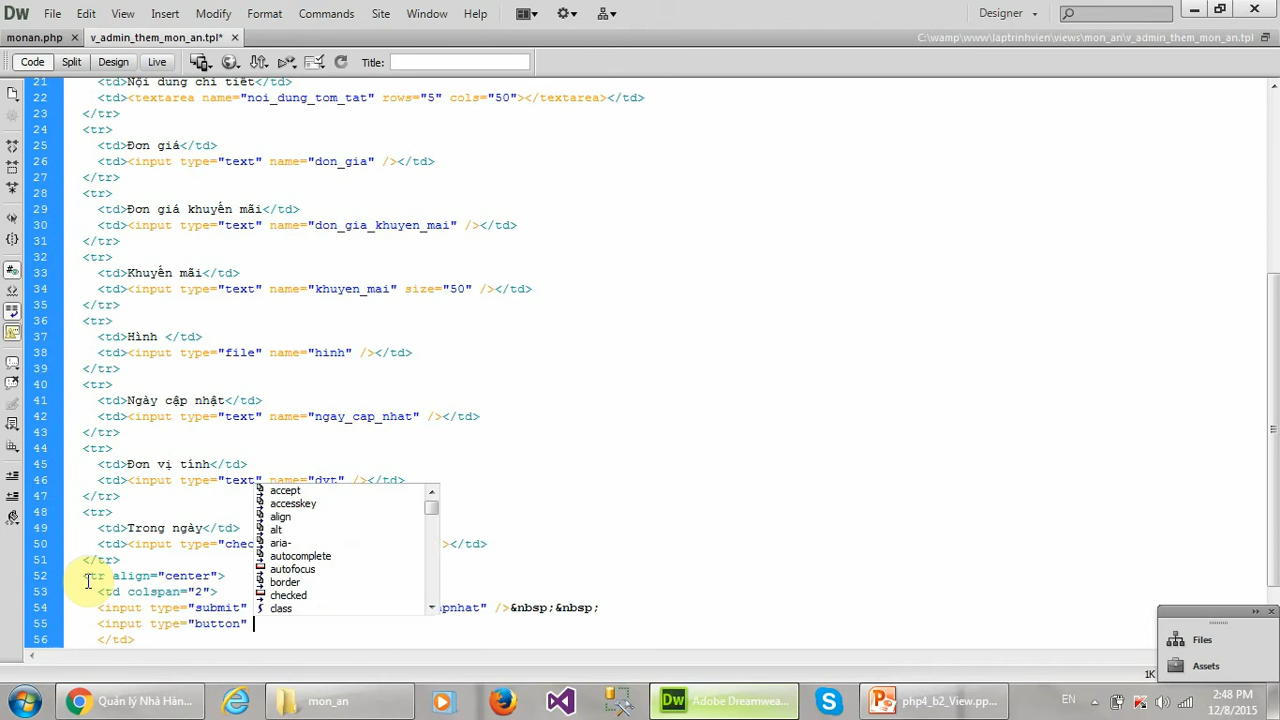 Dw File Edit View Insert Modify Format Commands Site Window Help Designer
monan.php × v_admin_them_mon_an.tpl* × C:\wamp\www\laptrinhvien\views\mon_an\v_admin_them_mon_an.tpl
Code Split Design Live Title:
21 <td>Nội dung chi tiết</td>
22 <td><textarea name="noi_dung_tom_tat" rows="5" cols="50"></textarea></td>
23 </tr>
24 <tr>
25 <td>Đơn giá</td>
26 <td><input type="text" name="don_gia" /></td>
27 </tr>
28 <tr>
29 <td>Đơn giá khuyến mãi</td>
30 <td><input type="text" name="don_gia_khuyen_mai" /></td>
31 </tr>
32 <tr>
33 <td>Khuyến mãi</td>
34 <td><input type="text" name="khuyen_mai" size="50" /></td>
35 </tr>
36 <tr>
37 <td>Hình </td>
38 <td><input type="file" name="hinh" /></td>
39 </tr>
40 <tr>
41 <td>Ngày cập nhật</td>
42 <td><input type="text" name="ngay_cap_nhat" /></td>
43 </tr>
44 <tr>
45 <td>Đơn vị tính</td>
46 <td><input type="text" name="dvt" /></td>
47 </tr>
48 <tr>
49 <td>Trong ngày</td>
50 <td><input type="chec ></td>
51 </tr>
52 <tr align="center">
53 <td colspan="2">
54 <input type="submit" pnhat" />&nbsp;&nbsp;
55 <input type="button"
56 </td>
accept
accesskey
align
alt
aria-
autocomplete
autofocus
border
checked
class
Files
Assets
1K
Quản lý Nhà Hàn... mon_an Adobe Dreamwea... php4_b2_View.pp... EN 2:48 PM
12/8/2015